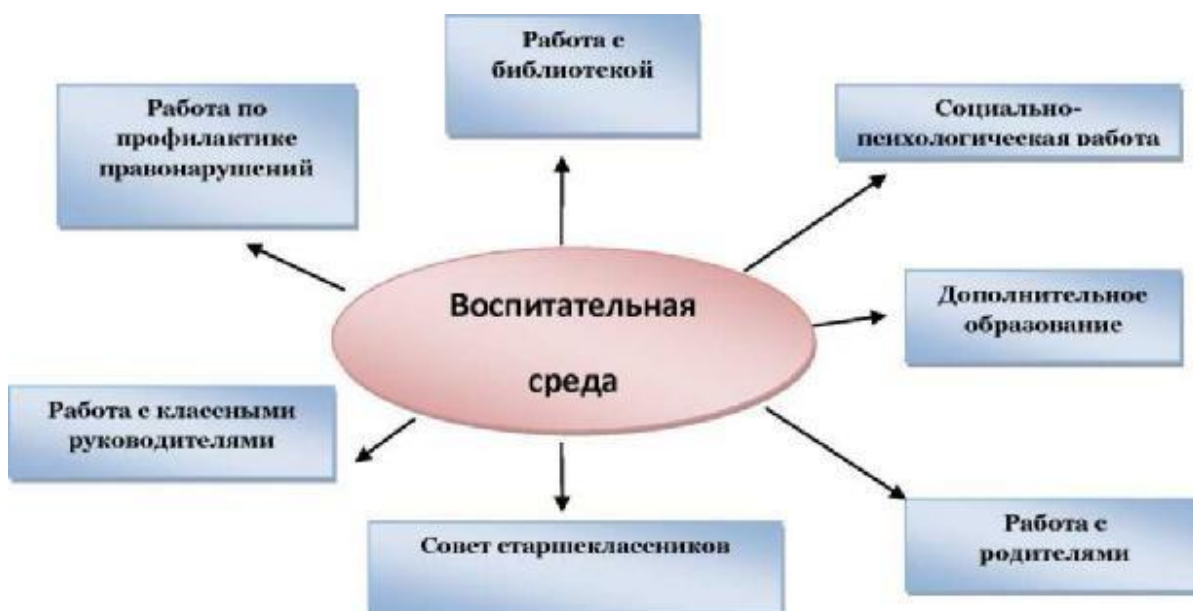 Работа с
библиотекой
Работа по
профилактике
правонарушений
Социально-
психологическая работа
Воспитательная
среда
Дополнительное
образование
Работа с классными
руководителями
Совет старшеклассников
Работа с
родителями